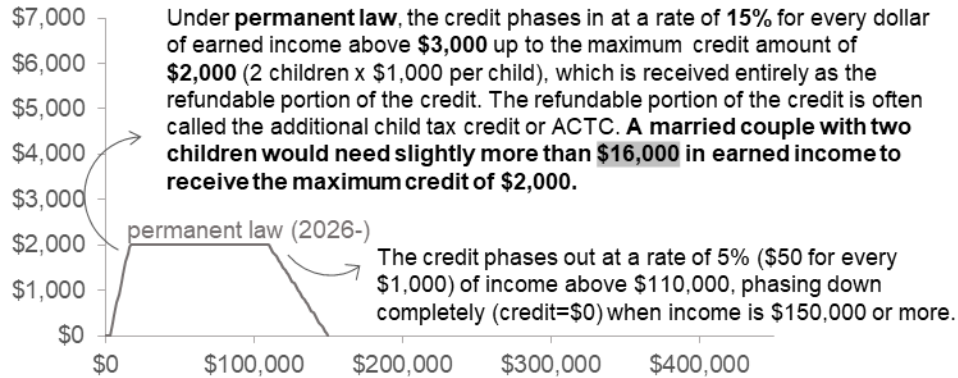 $7,000
Under permanent law, the credit phases in at a rate of 15% for every dollar
of earned income above $3,000 up to the maximum credit amount of
$6,000
$2,000 (2 children x $1,000 per child), which is received entirely as the
$5,000
refundable portion of the credit. The refundable portion of the credit is often
called the additional child tax credit or ACTC. A married couple with two
$4,000
children would need slightly more than $16,000 in earned income to
receive the maximum credit of $2,000.
$3,000
permanent law (2026-)
$2,000
The credit phases out at a rate of 5% ($50 for every
$1,000) of income above $110,000, phasing down
completely (credit=$0) when income is $150,000 or more.
$1,000
$0
$0
$100,000
$200,000
$300,000
$400,000